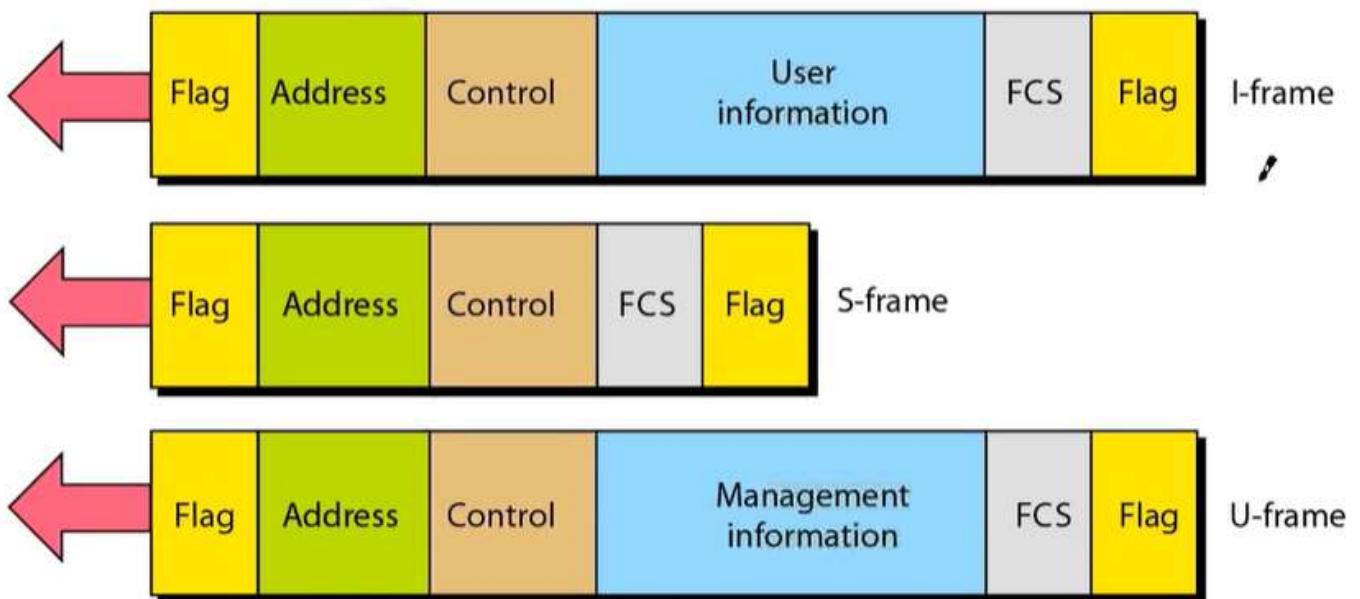 Flag Address Control User information FCS Flag I-frame
Flag Address Control FCS Flag S-frame
Flag Address Control Management information FCS Flag U-frame